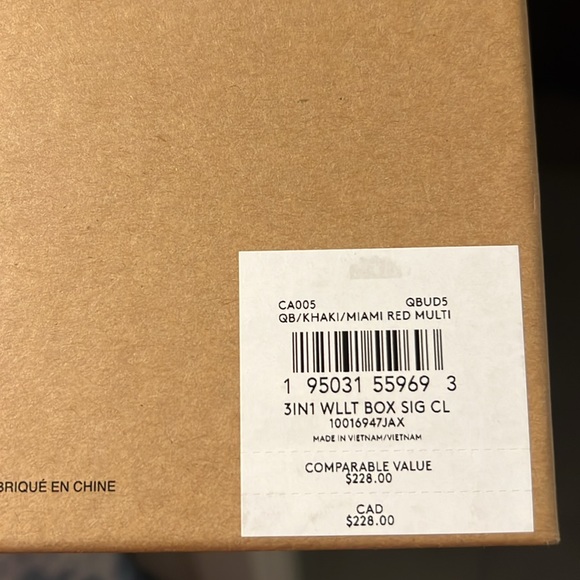 CA005 QBUD5
QB/KHAKI/MIAMI RED MULTI
1 95031 55969 3
3IN1 WLLT BOX SIG CL
10016947JAX
MADE IN VIETNAM/VIETNAM
COMPARABLE VALUE
$228.00
CAD
$228.00
BRIQUÉ EN CHINE